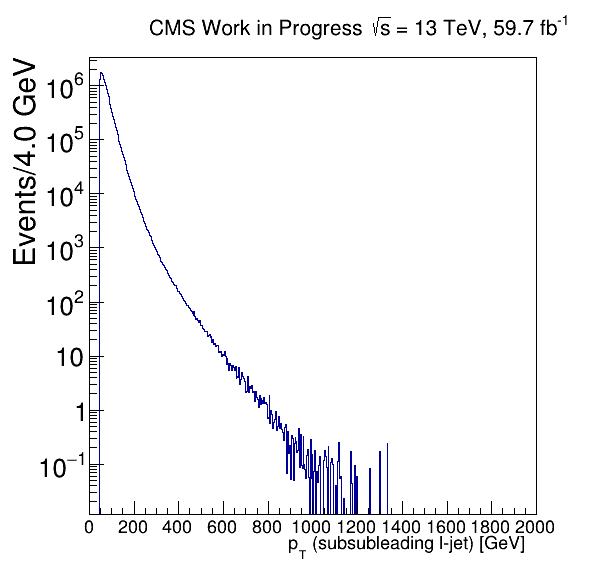 CMS Work in Progress √s = 13 TeV, 59.7 fb⁻¹
Events/4.0 GeV
10⁶
10⁵
10⁴
10³
10²
10
1
10⁻¹
0 200 400 600 800 1000 1200 1400 1600 1800 2000
p_T (subsubleading l-jet) [GeV]